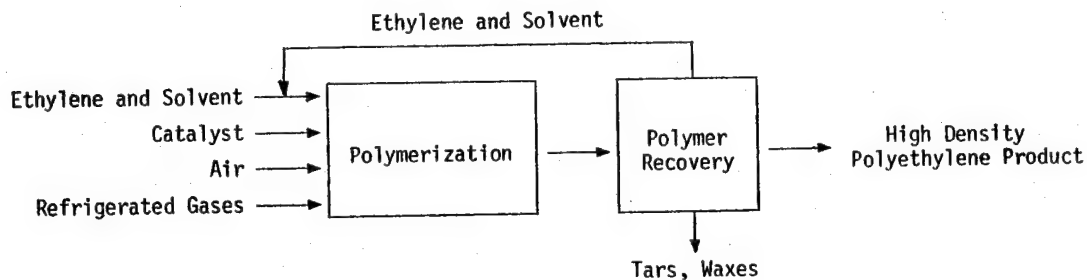 Ethylene and Solvent
Ethylene and Solvent
Catalyst
Air
Refrigerated Gases
Polymerization
Polymer
Recovery
High Density
Polyethylene Product
Tars, Waxes